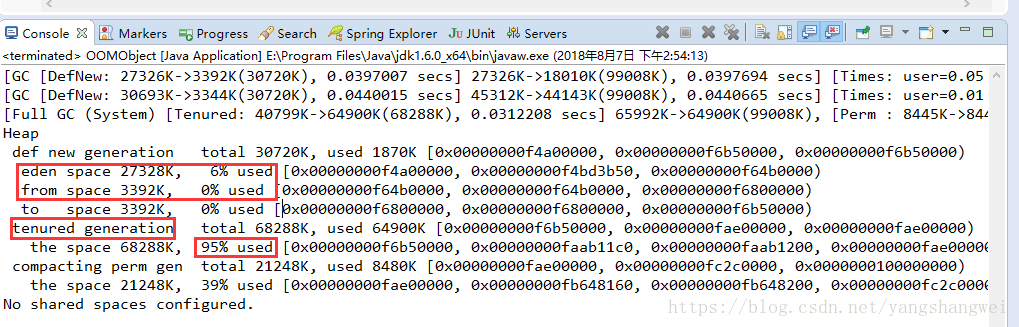 Console Markers Progress Search Spring Explorer JUnit Servers
<terminated> OOMObject [Java Application] E:\Program Files\Java\jdk1.6.0_x64\bin\javaw.exe (2018年8月7日 下午2:54:13)
[GC [DefNew: 27326K->3392K(30720K), 0.0397007 secs] 27326K->18010K(99008K), 0.0397694 secs] [Times: user=0.05
[GC [DefNew: 30693K->3344K(30720K), 0.0440015 secs] 45312K->44143K(99008K), 0.0440665 secs] [Times: user=0.01
[Full GC (System) [Tenured: 40799K->64900K(68288K), 0.0312208 secs] 65992K->64900K(99008K), [Perm : 8445K->844
Heap
def new generation   total 30720K, used 1870K [0x00000000f4a00000, 0x00000000f6b50000, 0x00000000f6b50000)
eden space 27328K,   6% used [0x00000000f4a00000, 0x00000000f4bd3b50, 0x00000000f64b0000)
from space 3392K,   0% used [0x00000000f64b0000, 0x00000000f64b0000, 0x00000000f6800000)
to   space 3392K,   0% used [0x00000000f6800000, 0x00000000f6800000, 0x00000000f6b50000)
tenured generation   total 68288K, used 64900K [0x00000000f6b50000, 0x00000000fae00000, 0x00000000fae00000)
the space 68288K,  95% used [0x00000000f6b50000, 0x00000000faab11c0, 0x00000000faab1200, 0x00000000fae00000
compacting perm gen  total 21248K, used 8480K [0x00000000fae00000, 0x00000000fc2c0000, 0x0000000100000000)
the space 21248K,  39% used [0x00000000fae00000, 0x00000000fb648160, 0x00000000fb648200, 0x00000000fc2c0000
No shared spaces configured.
https://blog.csdn.net/yangshangwei